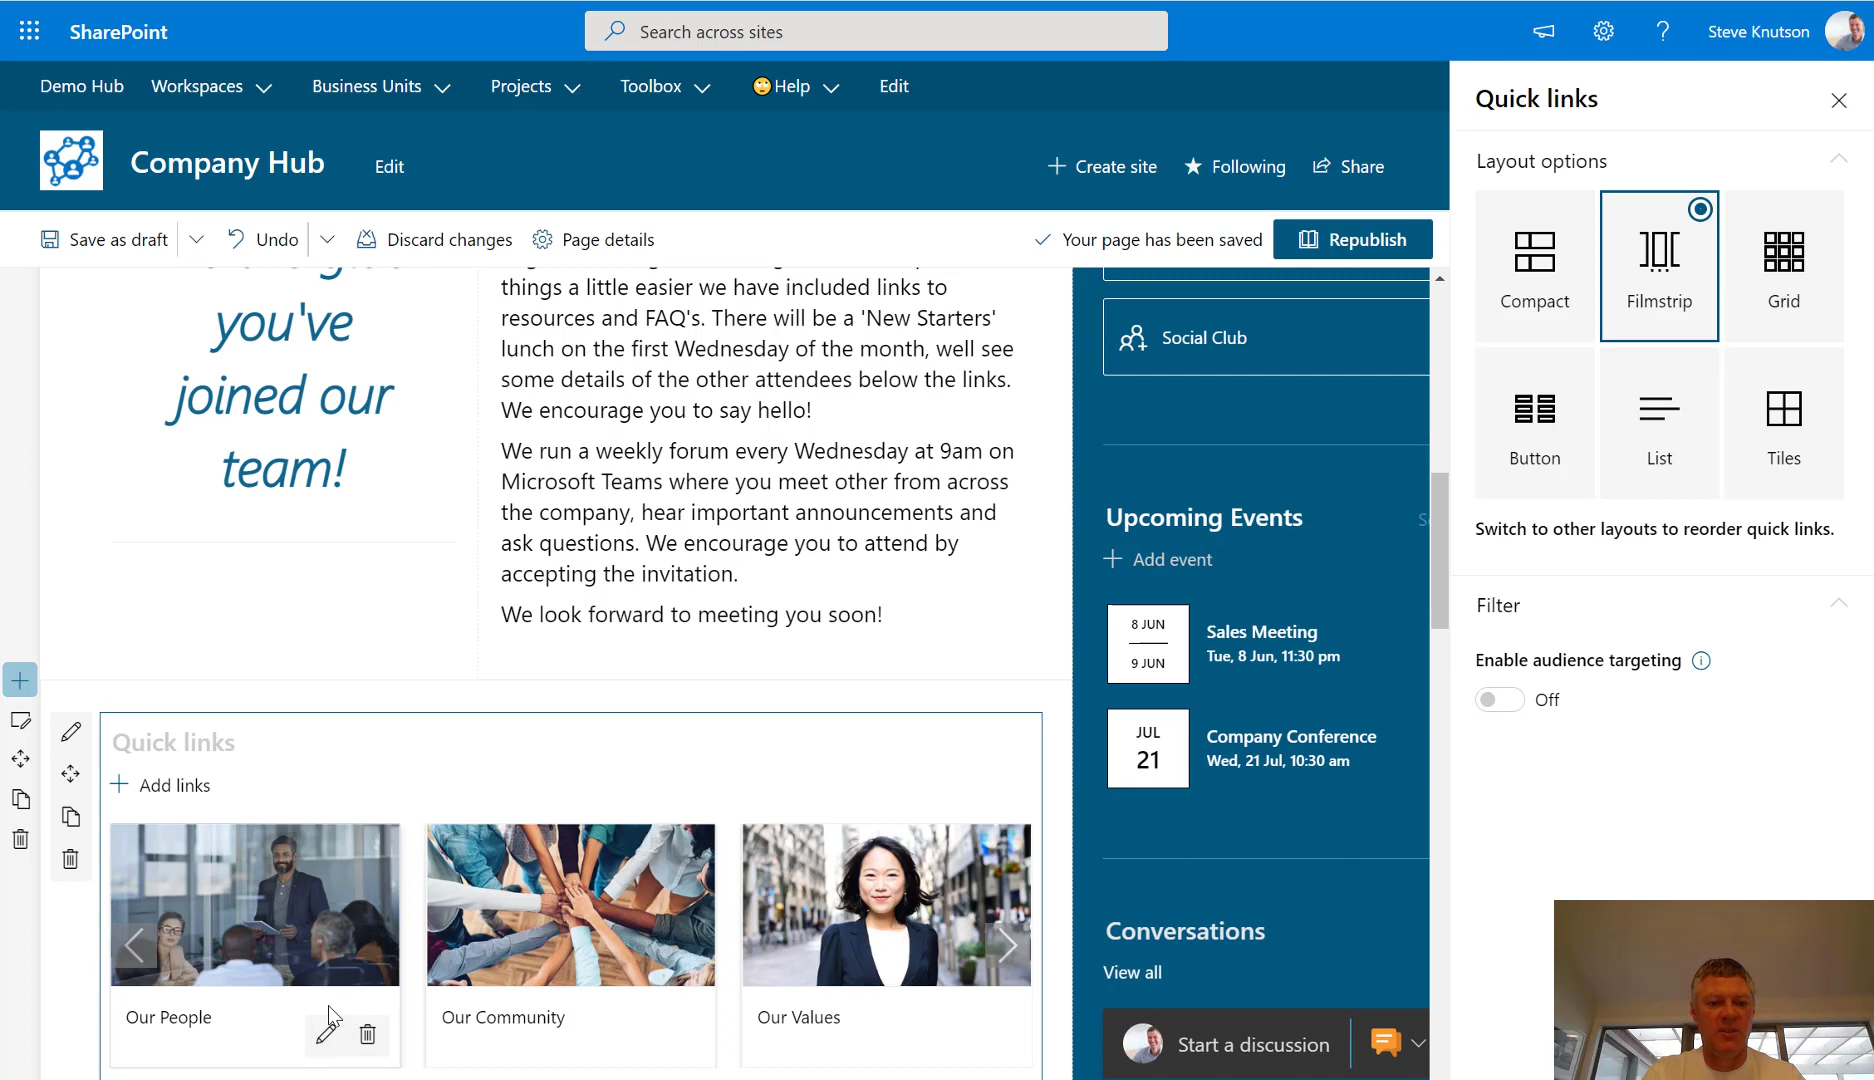 SharePoint
Search across sites
Steve Knutson
Demo Hub
Workspaces
Business Units
Projects
Toolbox
Help
Edit
Company Hub
Edit
Create site
Following
Share
Save as draft
Undo
Discard changes
Page details
Your page has been saved
Republish
you've
joined our
team!
things a little easier we have included links to
resources and FAQ's. There will be a 'New Starters'
lunch on the first Wednesday of the month, well see
some details of the other attendees below the links.
We encourage you to say hello!
We run a weekly forum every Wednesday at 9am on
Microsoft Teams where you meet other from across
the company, hear important announcements and
ask questions. We encourage you to attend by
accepting the invitation.
We look forward to meeting you soon!
Quick links
Add links
Our People
Our Community
Our Values
Social Club
Upcoming Events
Add event
8 JUN
9 JUN
Sales Meeting
Tue, 8 Jun, 11:30 pm
JUL
21
Company Conference
Wed, 21 Jul, 10:30 am
Conversations
View all
Start a discussion
Quick links
Layout options
Compact
Filmstrip
Grid
Button
List
Tiles
Switch to other layouts to reorder quick links.
Filter
Enable audience targeting
Off